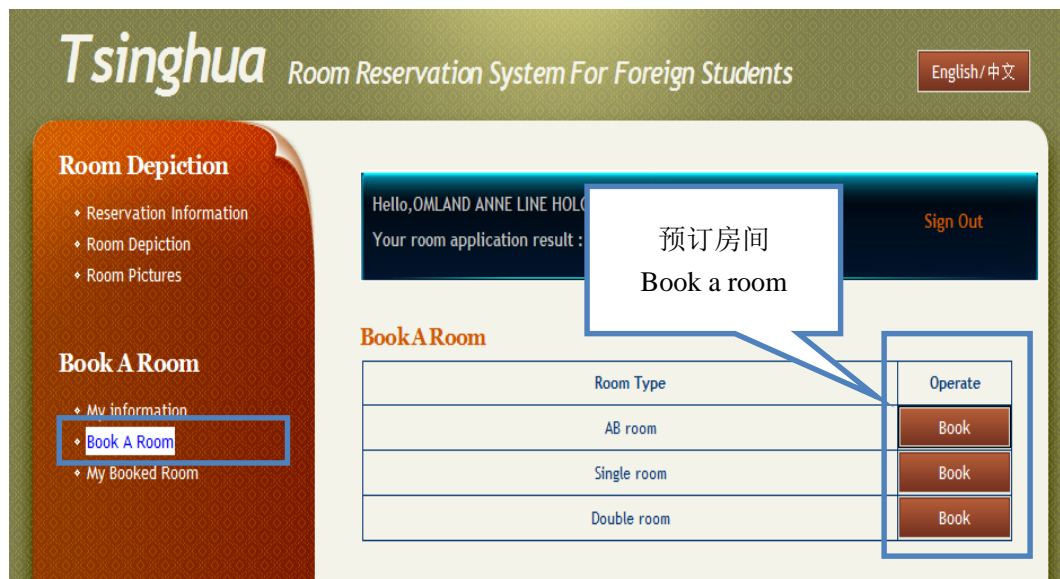 Tsinghua Room Reservation System For Foreign Students
English/中文
Room Depiction
Reservation Information
Room Depiction
Room Pictures
Book A Room
My information
Book A Room
My Booked Room
Hello,OMLAND ANNE LINE
Your room application result :
Sign Out
预订房间
Book a room
Book A Room
Room Type Operate
AB room Book
Single room Book
Double room Book